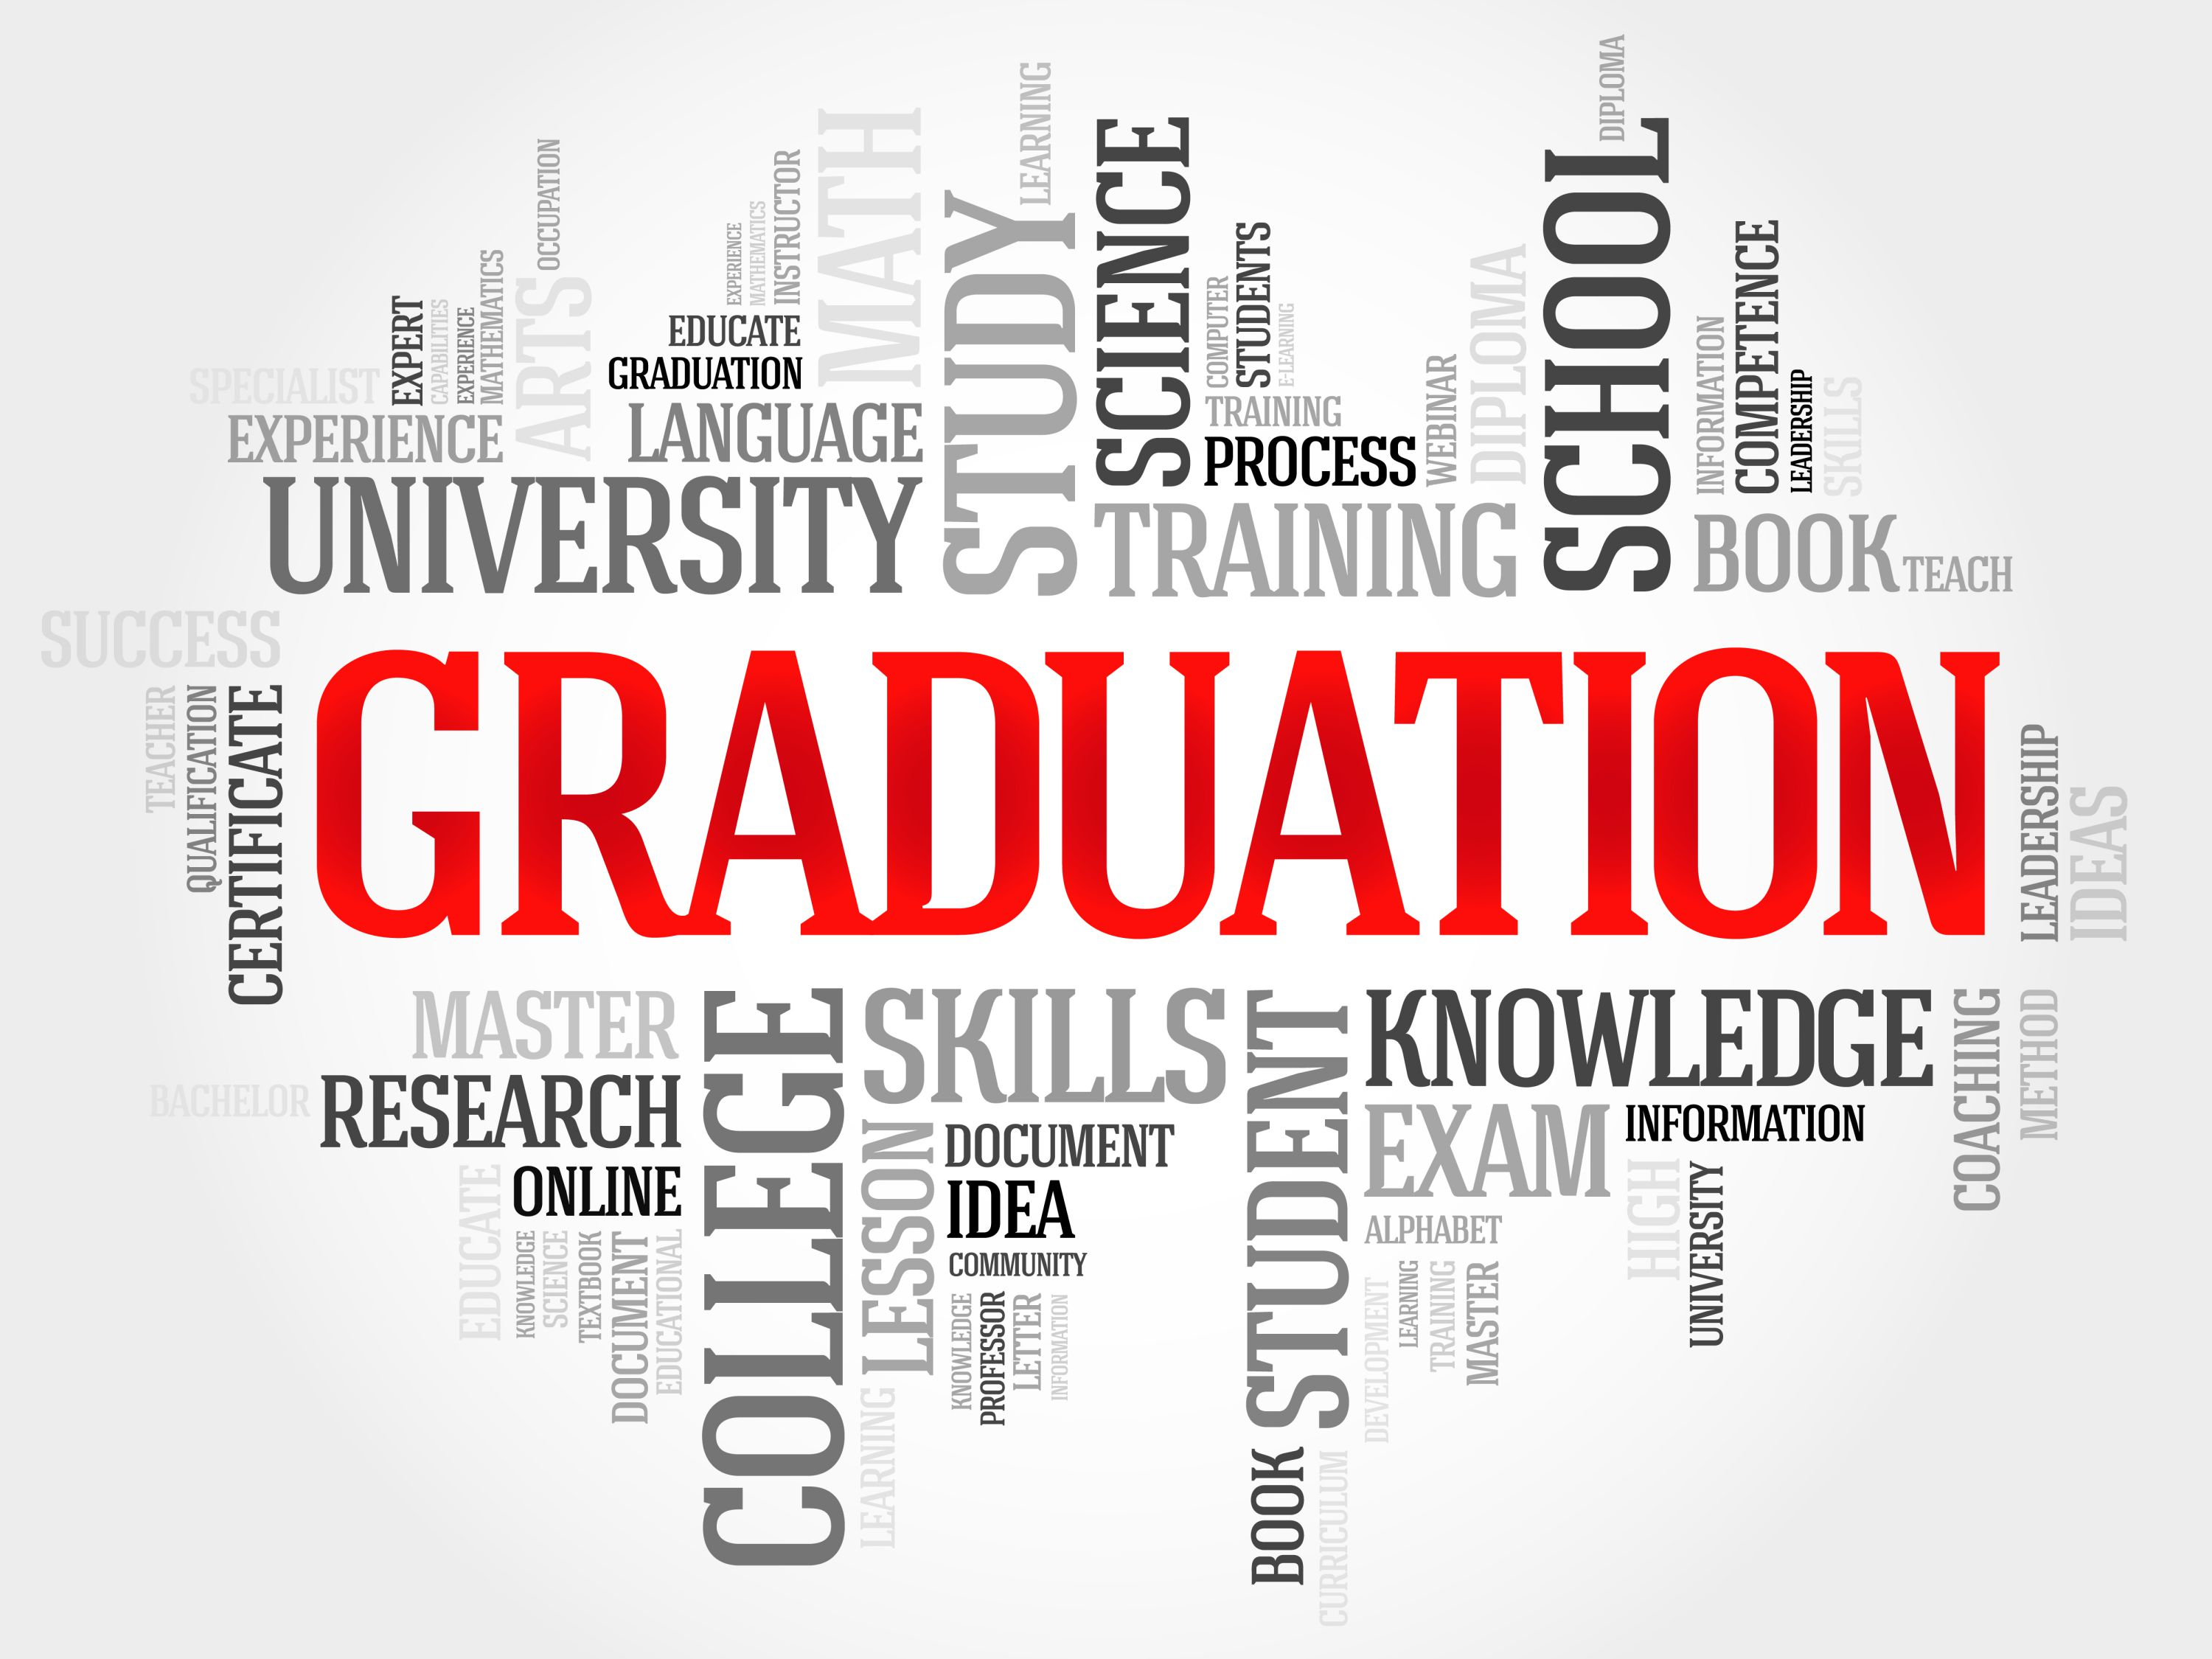 DIPLOMA
LEARNING
MATH
SCIENCE
SCHOOL
OCCUPATION
INSTRUCTOR
MATHEMATICS
EXPERIENCE
STUDY
STUDENTS
COMPUTER
E-LEARNING
DIPLOMA
COMPETENCE
INFORMATION
LEADERSHIP
SKILLS
MATHEMATICS
EXPERT
CAPABILITIES
EXPERIENCE
ARTS
EDUCATE
GRADUATION
SPECIALIST
EXPERIENCE
LANGUAGE
TRAINING
PROCESS
WEBINAR
UNIVERSITY
TRAINING
BOOK
TEACH
SUCCESS
TEACHER
QUALIFICATION
CERTIFICATE
GRADUATION
LEADERSHIP
IDEAS
MASTER
COLLEGE
SKILLS
STUDENT
KNOWLEDGE
COACHING
METHOD
BACHELOR
RESEARCH
LESSON
DOCUMENT
EXAM
INFORMATION
EDUCATE
ONLINE
IDEA
HIGH
UNIVERSITY
KNOWLEDGE
SCIENCE
TEXTBOOK
DOCUMENT
EDUCATIONAL
COMMUNITY
ALPHABET
KNOWLEDGE
PROFESSOR
LETTER
INFORMATION
DEVELOPMENT
LEARNING
TRAINING
MASTER
LEARNING
BOOK
CURRICULUM